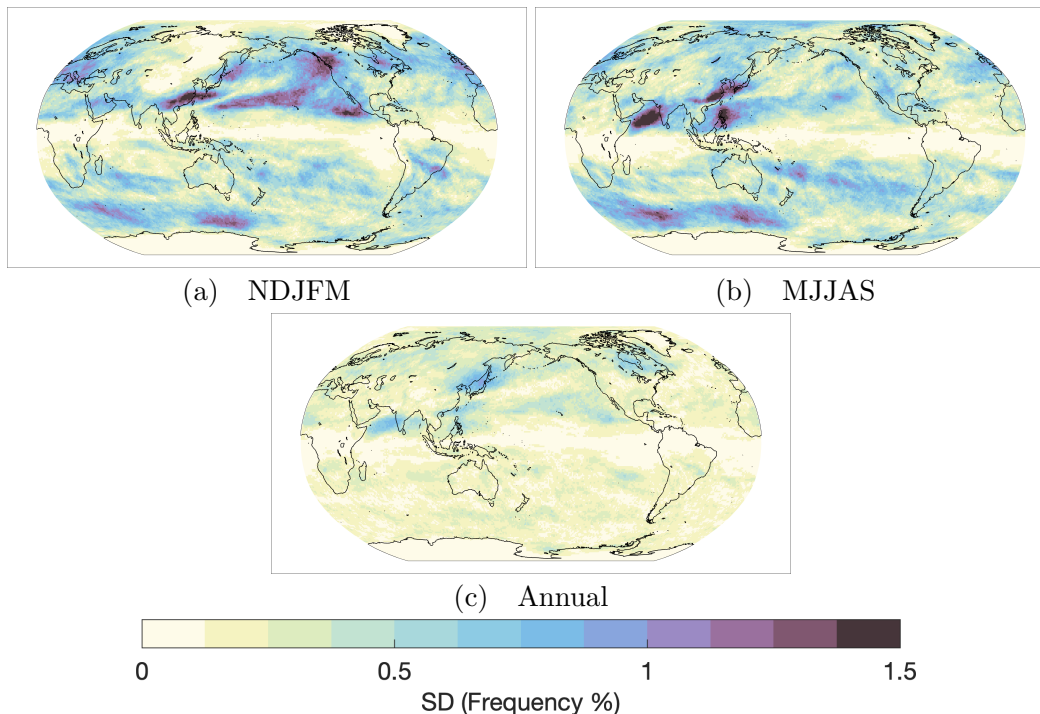 (a) NDJFM
(b) MJJAS
(c) Annual
0 0.5 1 1.5
SD (Frequency %)